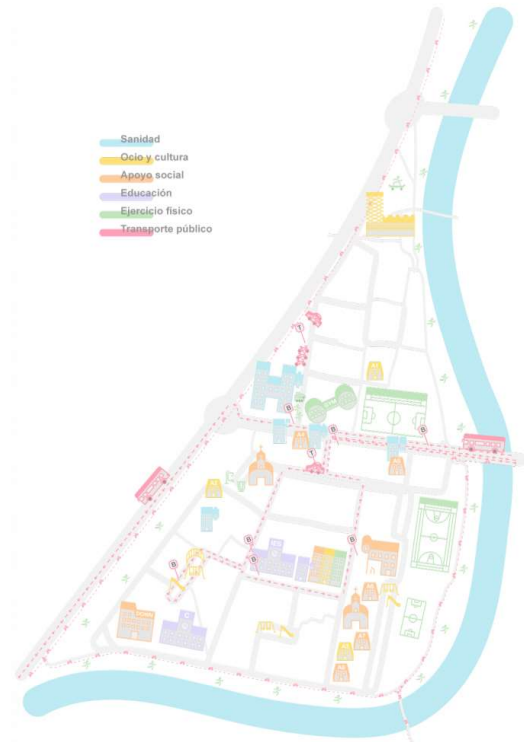 Sanidad
Ocio y cultura
Apoyo social
Educación
Ejercicio físico
Transporte público
T
B
B
B
T
B
B
B
B